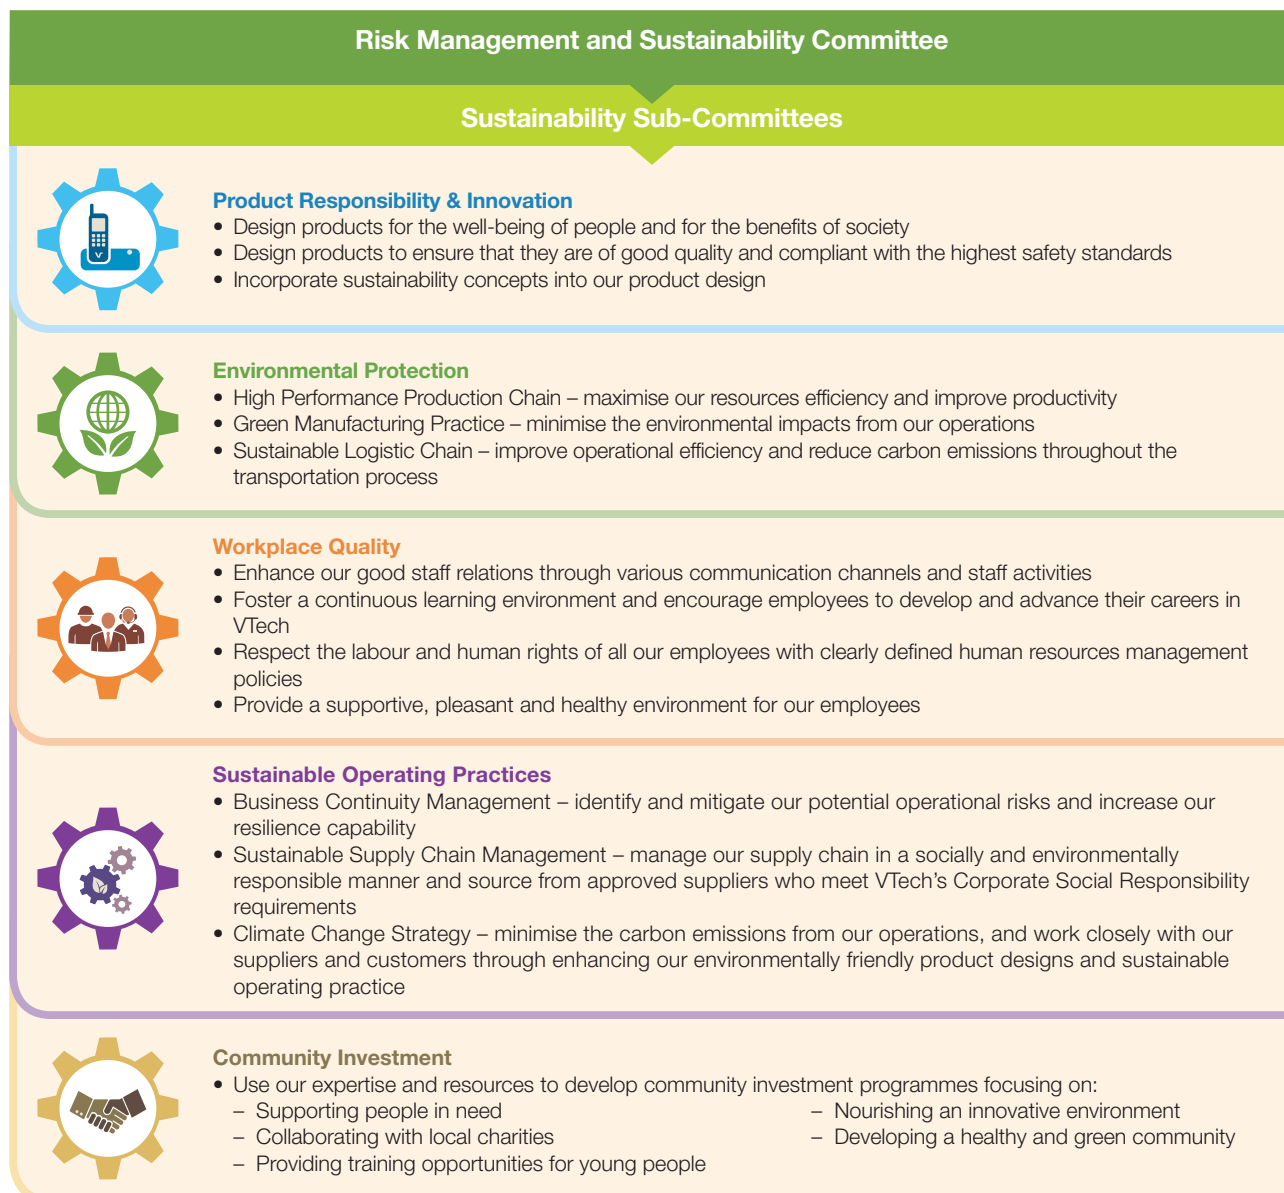 Risk Management and Sustainability Committee
Sustainability Sub-Committees
Product Responsibility & Innovation
• Design products for the well-being of people and for the benefits of society
• Design products to ensure that they are of good quality and compliant with the highest safety standards
• Incorporate sustainability concepts into our product design
Environmental Protection
• High Performance Production Chain – maximise our resources efficiency and improve productivity
• Green Manufacturing Practice – minimise the environmental impacts from our operations
• Sustainable Logistic Chain – improve operational efficiency and reduce carbon emissions throughout the
transportation process
Workplace Quality
• Enhance our good staff relations through various communication channels and staff activities
• Foster a continuous learning environment and encourage employees to develop and advance their careers in
VTech
• Respect the labour and human rights of all our employees with clearly defined human resources management
policies
• Provide a supportive, pleasant and healthy environment for our employees
Sustainable Operating Practices
• Business Continuity Management – identify and mitigate our potential operational risks and increase our
resilience capability
• Sustainable Supply Chain Management – manage our supply chain in a socially and environmentally
responsible manner and source from approved suppliers who meet VTech’s Corporate Social Responsibility
requirements
• Climate Change Strategy – minimise the carbon emissions from our operations, and work closely with our
suppliers and customers through enhancing our environmentally friendly product designs and sustainable
operating practice
Community Investment
• Use our expertise and resources to develop community investment programmes focusing on:
– Supporting people in need
– Collaborating with local charities
– Providing training opportunities for young people
– Nourishing an innovative environment
– Developing a healthy and green community